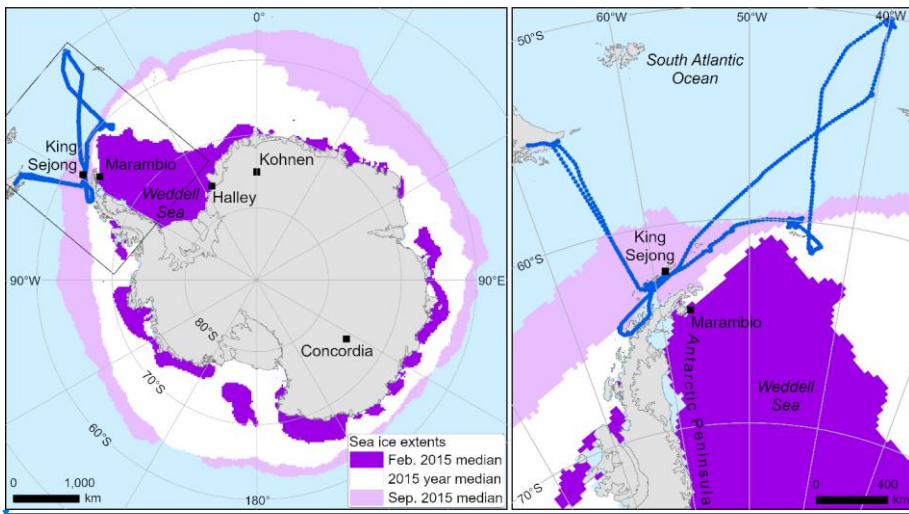 0°
King
Sejong
Marambio
Weddell
Sea
Halley
Kohnen
90°W
90°E
80°S
Concordia
70°S
60°S
180°
0 1,000
km
Sea ice extents
Feb. 2015 median
2015 year median
Sep. 2015 median
60°W
50°W
40°W
50°S
South Atlantic
Ocean
King
Sejong
60°S
Marambio
Antarctic Peninsula
Weddell
Sea
70°S
0 400
km